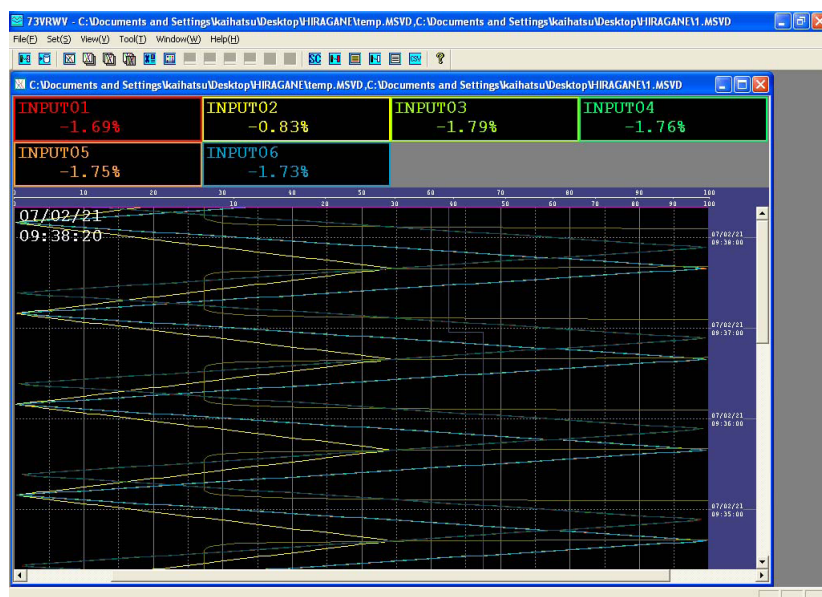 73VRWV - C:\Documents and Settings\kaihatsu\Desktop\HIRAGANE\temp.MSVD,C:\Documents and Settings\kaihatsu\Desktop\HIRAGANE\1.MSVD
File(F) Set(S) View(V) Tool(T) Window(W) Help(H)
SC CSV ?
C:\Documents and Settings\kaihatsu\Desktop\HIRAGANE\temp.MSVD,C:\Documents and Settings\kaihatsu\Desktop\HIRAGANE\1.MSVD
INPUT01 INPUT02 INPUT03 INPUT04
-1.69% -0.83% -1.79% -1.76%
INPUT05 INPUT06
-1.75% -1.73%
10 20 30 40 50 60 70 80 90 100
10 20 30 40 50 60 70 80 90 100
07/02/21
09:38:20
07/02/21
09:38:00
07/02/21
09:37:00
07/02/21
09:36:00
07/02/21
09:35:00